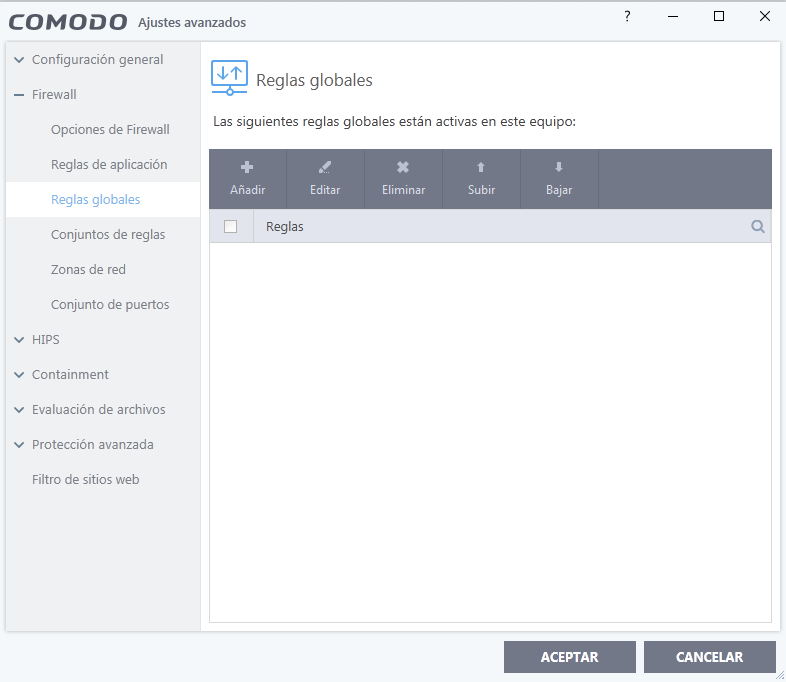 COMODO Ajustes avanzados ?
Configuración general
Firewall
Opciones de Firewall
Reglas de aplicación
Reglas globales
Conjuntos de reglas
Zonas de red
Conjunto de puertos
HIPS
Containment
Evaluación de archivos
Protección avanzada
Filtro de sitios web
Reglas globales
Las siguientes reglas globales están activas en este equipo:
Añadir Editar Eliminar Subir Bajar
Reglas
ACEPTAR CANCELAR